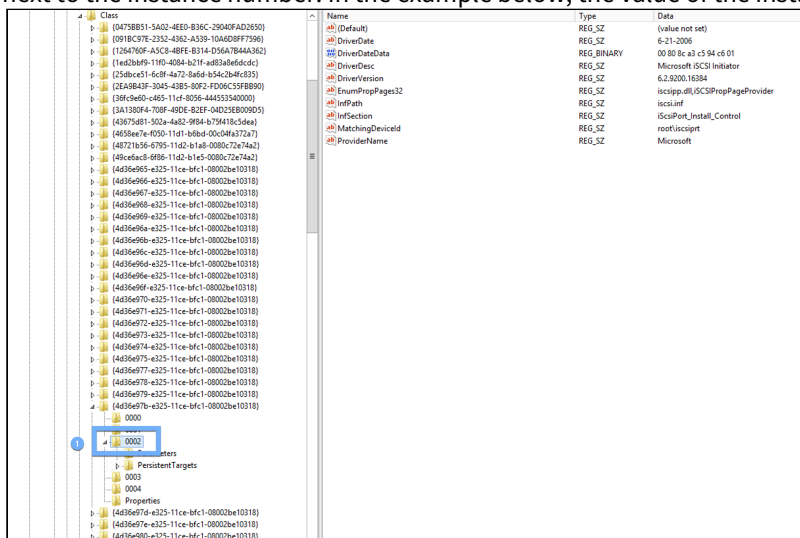 next to the instance number. In the example below, the value of the inst
Class
{0475BB51-5A02-4EE0-B36C-29040FAD2650}
{091BC97E-2352-4362-A539-10A6D8FF7596}
{1264760F-A5C8-4BFE-B314-D56A7B44A362}
{1ed2bbf9-11f0-4084-b21f-ad83a8e6dcdc}
{25dbce51-6c8f-4a72-8a6d-b54c2b4fc835}
{2EA9B43F-3045-43B5-80F2-FD06C55FBB90}
{36fc9e60-c465-11cf-8056-444553540000}
{3A1380F4-708F-49DE-B2EF-04D25EB009D5}
{43675d81-502a-4a82-9f84-b75f418c5dea}
{4658ee7e-f050-11d1-b6bd-00c04fa372a7}
{48721b56-6795-11d2-b1a8-0080c72e74a2}
{49ce6ac8-6f86-11d2-b1e5-0080c72e74a2}
{4d36e965-e325-11ce-bfc1-08002be10318}
{4d36e966-e325-11ce-bfc1-08002be10318}
{4d36e967-e325-11ce-bfc1-08002be10318}
{4d36e968-e325-11ce-bfc1-08002be10318}
{4d36e969-e325-11ce-bfc1-08002be10318}
{4d36e96a-e325-11ce-bfc1-08002be10318}
{4d36e96b-e325-11ce-bfc1-08002be10318}
{4d36e96c-e325-11ce-bfc1-08002be10318}
{4d36e96d-e325-11ce-bfc1-08002be10318}
{4d36e96e-e325-11ce-bfc1-08002be10318}
{4d36e96f-e325-11ce-bfc1-08002be10318}
{4d36e970-e325-11ce-bfc1-08002be10318}
{4d36e971-e325-11ce-bfc1-08002be10318}
{4d36e972-e325-11ce-bfc1-08002be10318}
{4d36e973-e325-11ce-bfc1-08002be10318}
{4d36e974-e325-11ce-bfc1-08002be10318}
{4d36e975-e325-11ce-bfc1-08002be10318}
{4d36e977-e325-11ce-bfc1-08002be10318}
{4d36e978-e325-11ce-bfc1-08002be10318}
{4d36e979-e325-11ce-bfc1-08002be10318}
{4d36e97b-e325-11ce-bfc1-08002be10318}
0000
0001
1 0002
Parameters
PersistentTargets
0003
0004
Properties
{4d36e97d-e325-11ce-bfc1-08002be10318}
{4d36e97e-e325-11ce-bfc1-08002be10318}
{4d36e980-e325-11ce-bfc1-08002be10318}
Name Type Data
(Default) REG_SZ (value not set)
DriverDate REG_SZ 6-21-2006
DriverDateData REG_BINARY 00 80 8c a3 c5 94 c6 01
DriverDesc REG_SZ Microsoft iSCSI Initiator
DriverVersion REG_SZ 6.2.9200.16384
EnumPropPages32 REG_SZ iscsipp.dll,iSCSIPropPageProvider
InfPath REG_SZ iscsi.inf
InfSection REG_SZ iScsiPort_Install_Control
MatchingDeviceId REG_SZ root\iscsiprt
ProviderName REG_SZ Microsoft